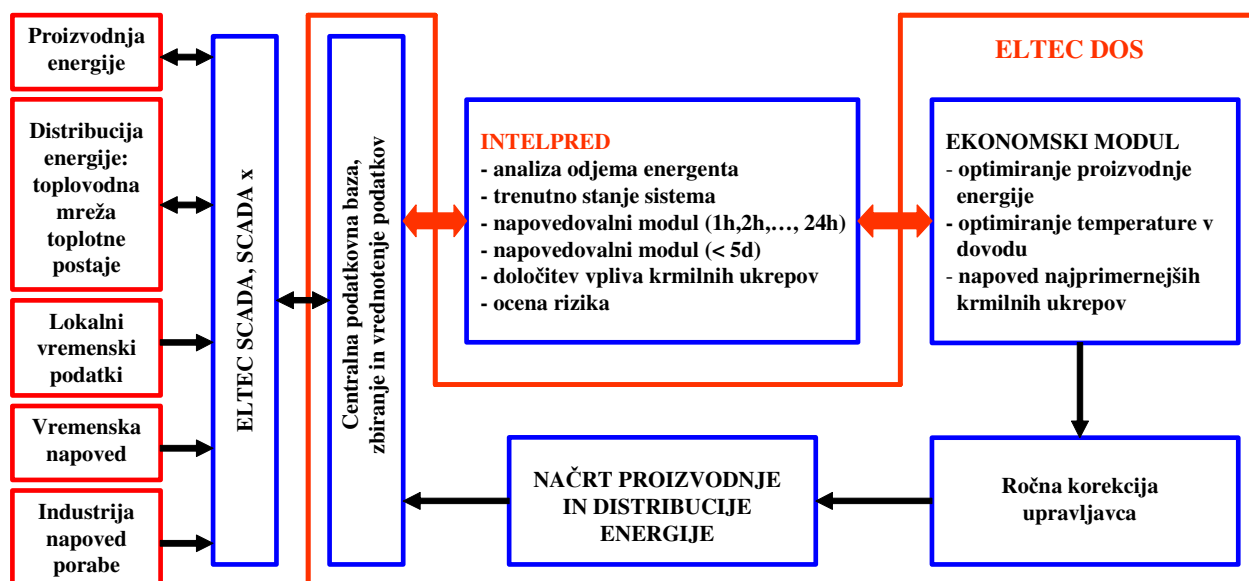 Proizvodnja
energije
Distribucija
energije:
toplovodna
mreža
toplotne
postaje
Lokalni
vremenski
podatki
Vremenska
napoved
Industrija
napoved
porabe
ELTEC SCADA, SCADA x
Centralna podatkovna baza,
zbiranje in vrednotenje podatkov
ELTEC DOS
INTELPRED
- analiza odjema energenta
- trenutno stanje sistema
- napovedovalni modul (1h,2h,…, 24h)
- napovedovalni modul (< 5d)
- določitev vpliva krmilnih ukrepov
- ocena rizika
EKONOMSKI MODUL
- optimiranje proizvodnje
energije
- optimiranje temperature v
dovodu
- napoved najprimernejših
krmilnih ukrepov
NAČRT PROIZVODNJE
IN DISTRIBUCIJE
ENERGIJE
Ročna korekcija
upravljavca